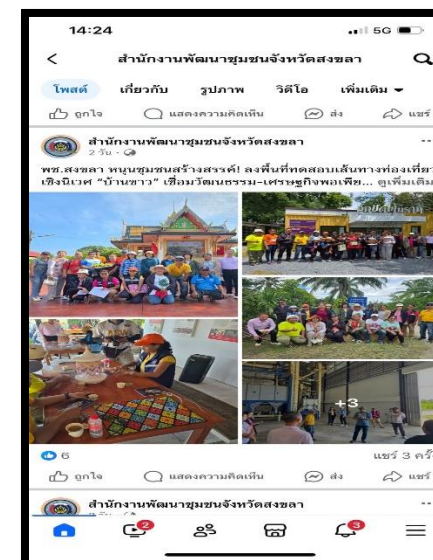 14:24
5G
สำนักงานพัฒนาชุมชนจังหวัดสงขลา
โพสต์ เกี่ยวกับ รูปภาพ วิดีโอ เพิ่มเติม
ถูกใจ แสดงความคิดเห็น ส่ง แชร์
สำนักงานพัฒนาชุมชนจังหวัดสงขลา
2 วัน ·
พช.สงขลา หนุนชุมชนสร้างสรรค์! ลงพื้นที่ทดสอบเส้นทางท่องเที่ยว
เชิงนิเวศ “บ้านขาว” เชื่อมวัฒนธรรม-เศรษฐกิจพอเพีย... ดูเพิ่มเติม
+3
6
แชร์ 3 ครั้ง
ถูกใจ แสดงความคิดเห็น ส่ง แชร์
สำนักงานพัฒนาชุมชนจังหวัดสงขลา
2
3